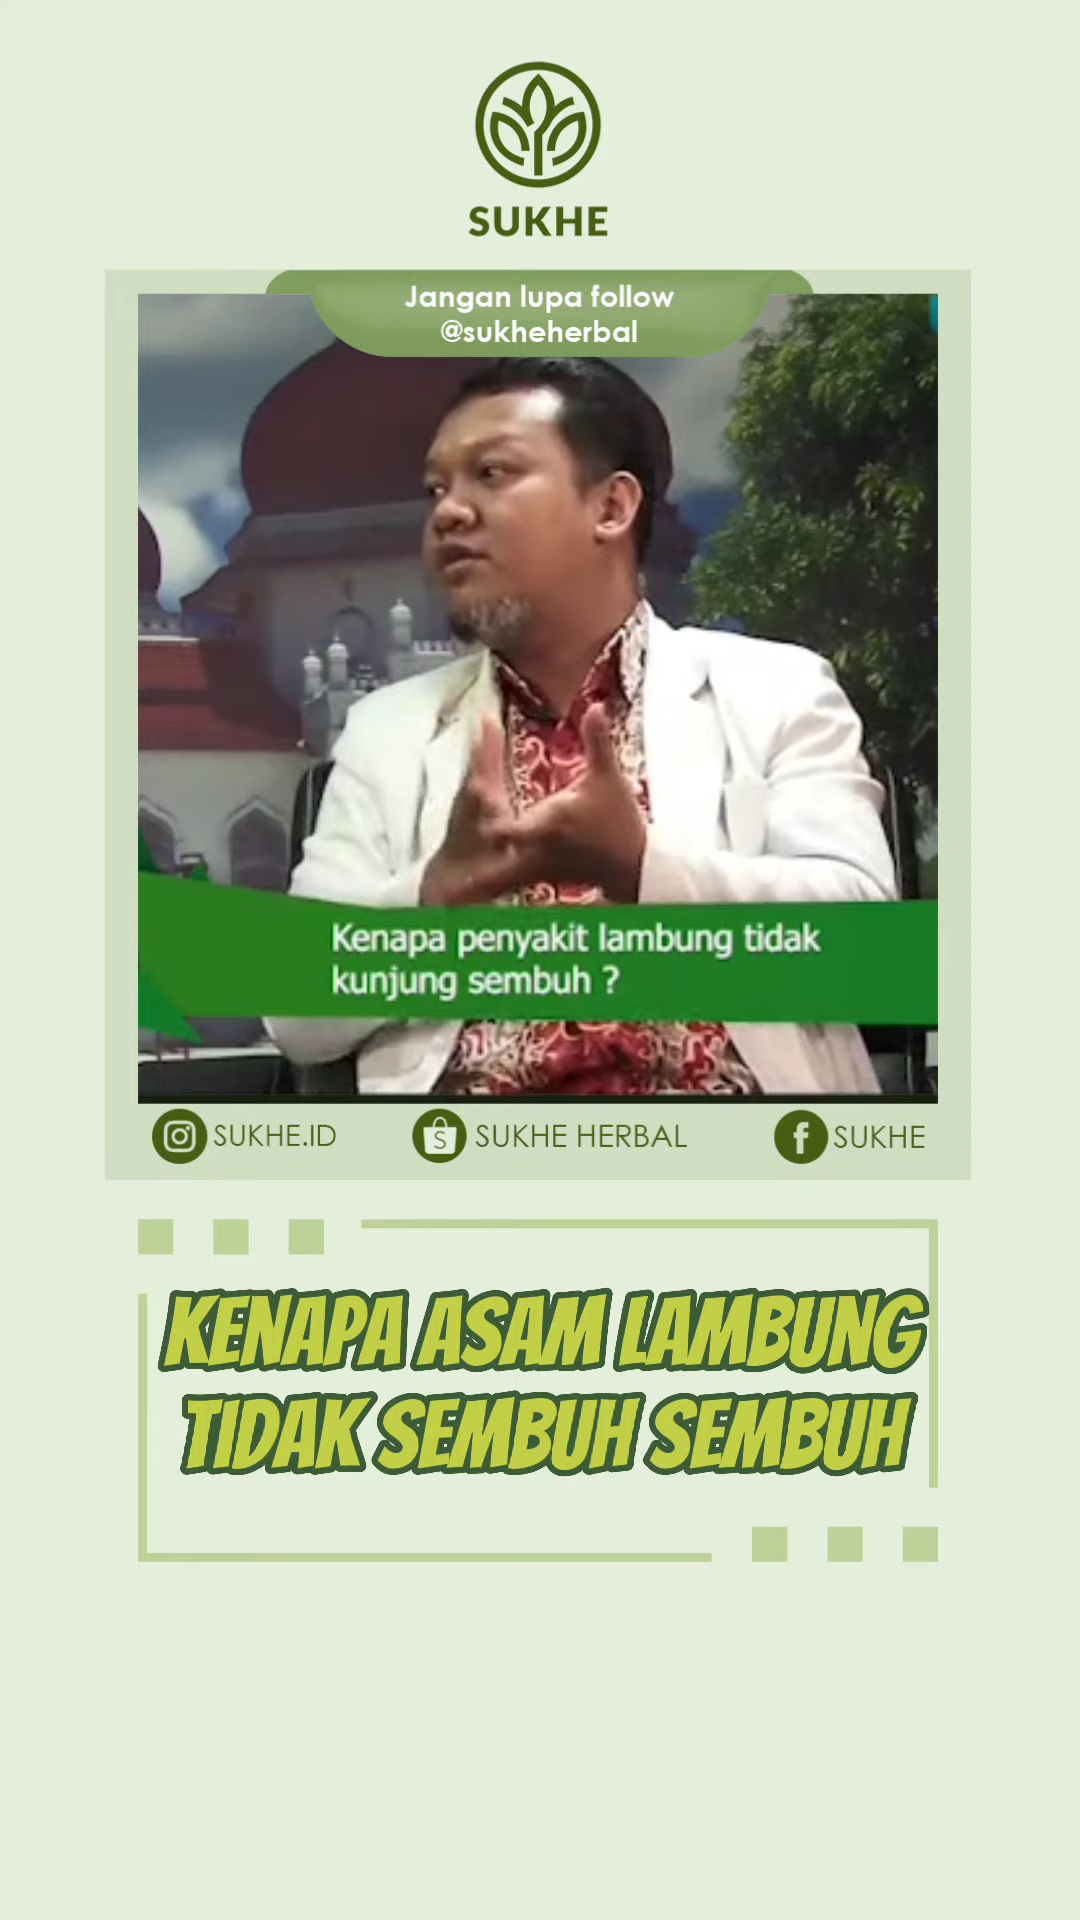 SUKHE
Jangan lupa follow
@sukheherbal
Kenapa penyakit lambung tidak
kunjung sembuh ?
SUKHE.ID
SUKHE HERBAL
SUKHE
KENAPA ASAM LAMBUNG
TIDAK SEMBUH SEMBUH